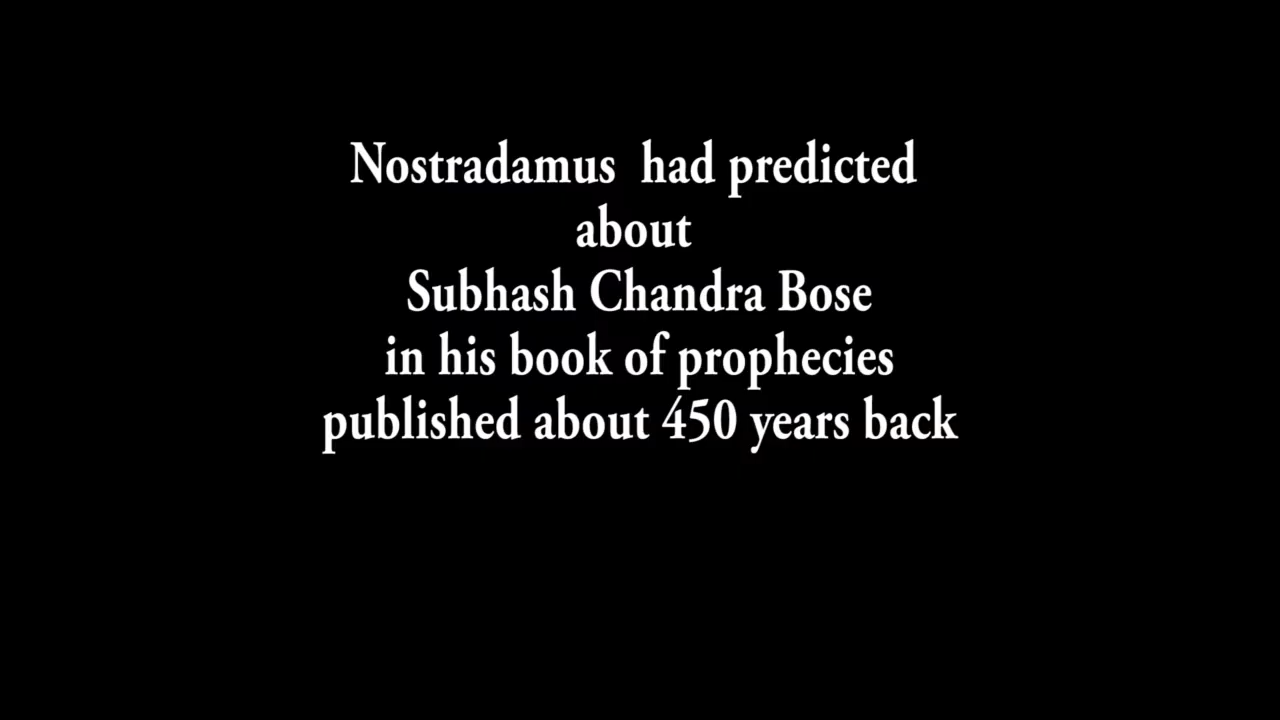 Nostradamus had predicted
about
Subhash Chandra Bose
in his book of prophecies
published about 450 years back